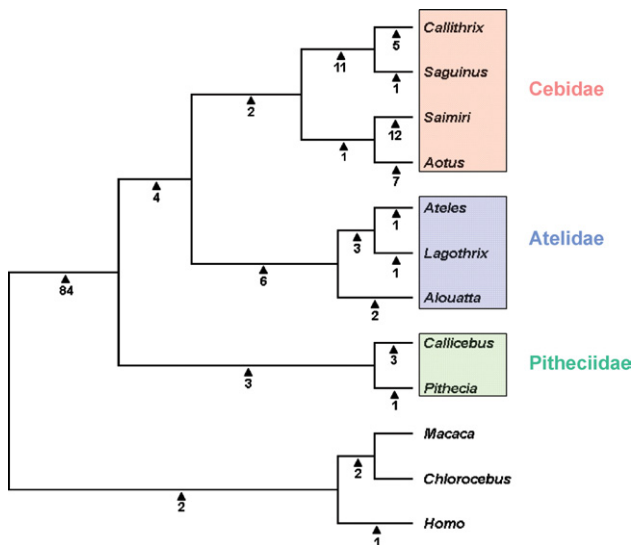 Callithrix
5
11
Saguinus
1
Cebidae
2
Saimiri
12
1
Aotus
7
4
Ateles
1
3
Atelidae
Lagothrix
1
6
84
Alouatta
2
Callicebus
3
Pitheciidae
3
Pithecia
1
Macaca
2
Chlorocebus
2
Homo
1